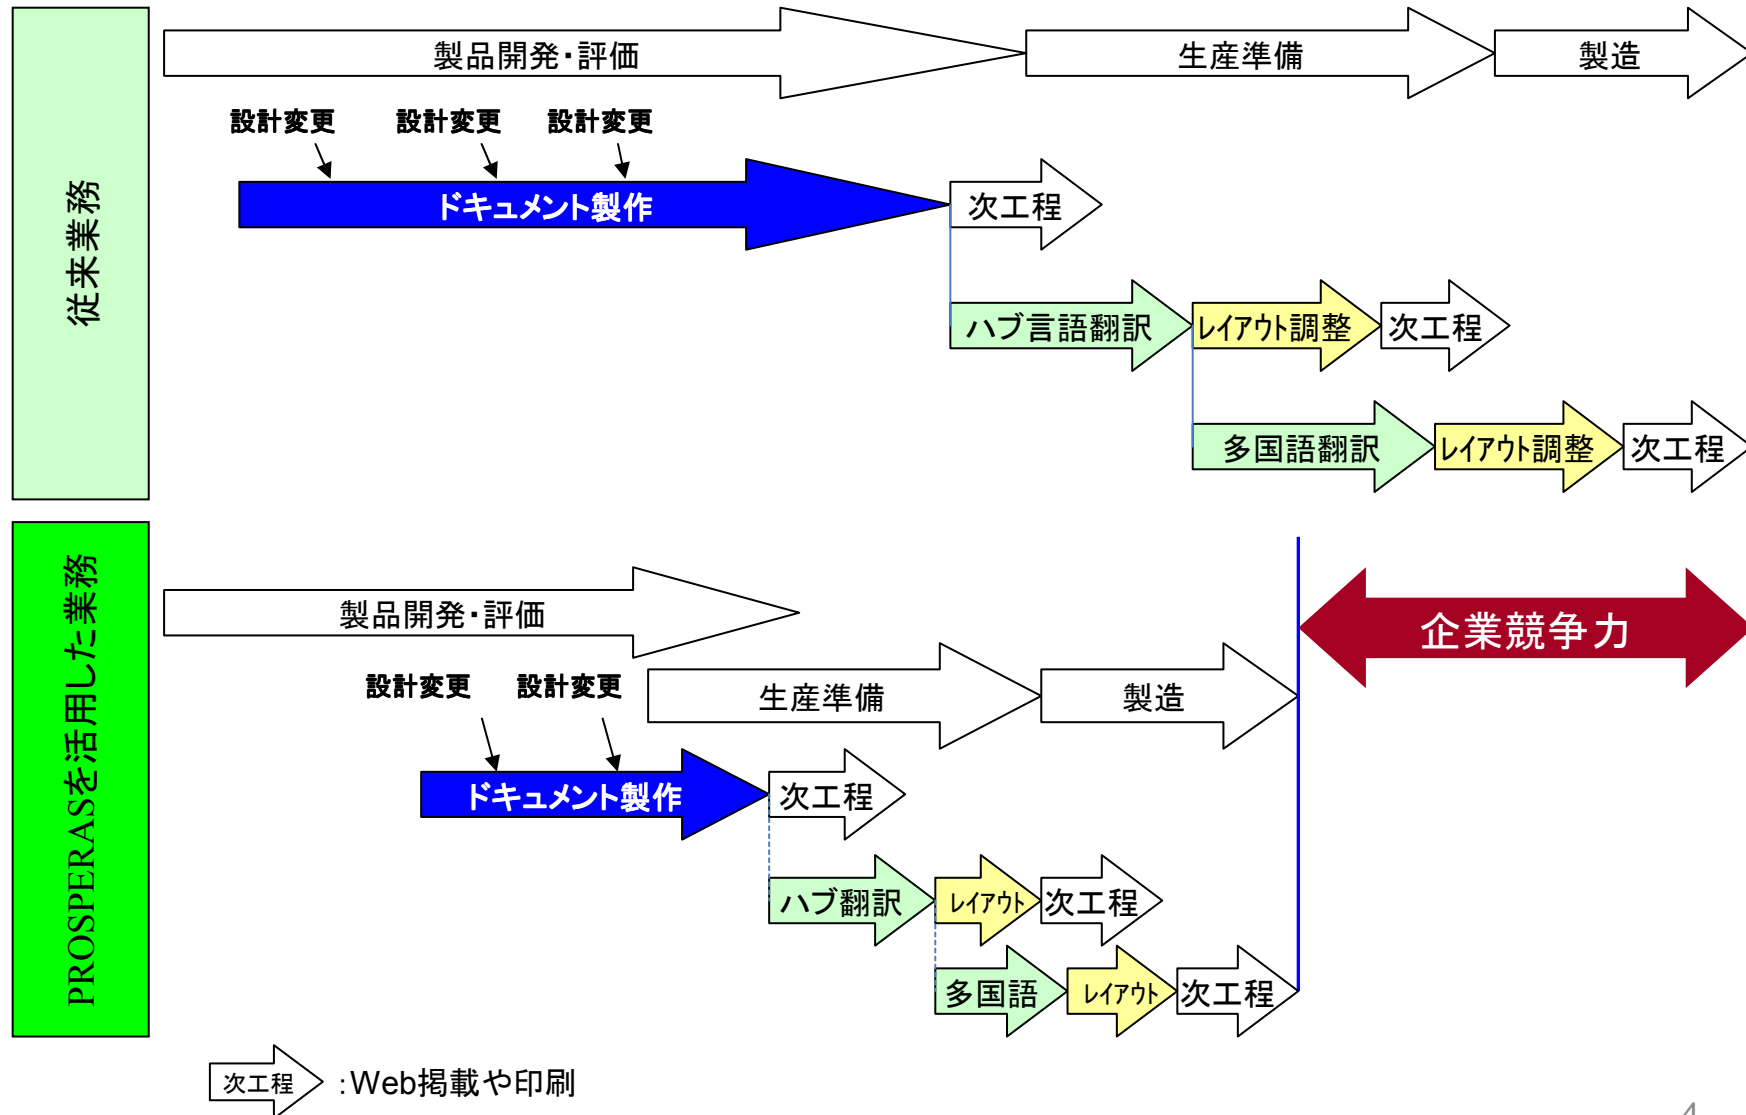 従来業務
製品開発・評価
生産準備
製造
設計変更
設計変更
設計変更
ドキュメント製作
次工程
ハブ言語翻訳
レイアウト調整
次工程
多国語翻訳
レイアウト調整
次工程
PROSPERASを活用した業務
製品開発・評価
企業競争力
設計変更
設計変更
生産準備
製造
ドキュメント製作
次工程
ハブ翻訳
レイアウト
次工程
多国語
レイアウト
次工程
次工程
:Web掲載や印刷
4